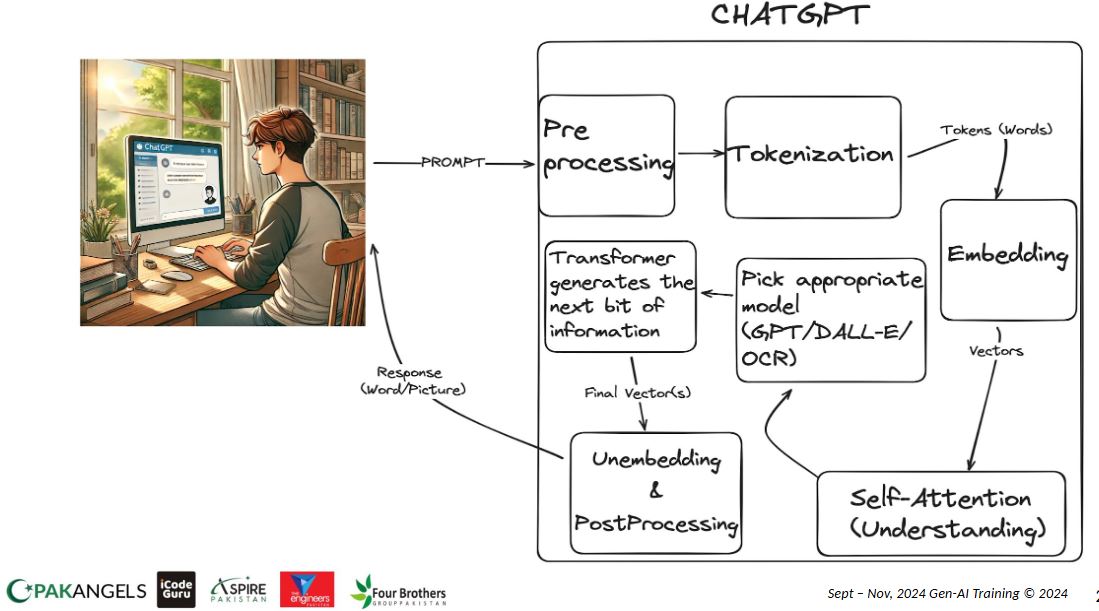 CHATGPT
ChatGPT
PROMPT
Pre
processing
Tokenization
Tokens (Words)
Embedding
Vectors
Self-Attention
(Understanding)
Pick appropriate
model
(GPT/DALL-E/
OCR)
Transformer
generates the
next bit of
information
Final Vector(s)
Unembedding
&
PostProcessing
Response
(Word/Picture)
PAKANGELS
iCode
Guru
ASPIRE
PAKISTAN
THE
engineers
PAKISTAN
Four Brothers
GROUP PAKISTAN
Sept – Nov, 2024 Gen-AI Training © 2024